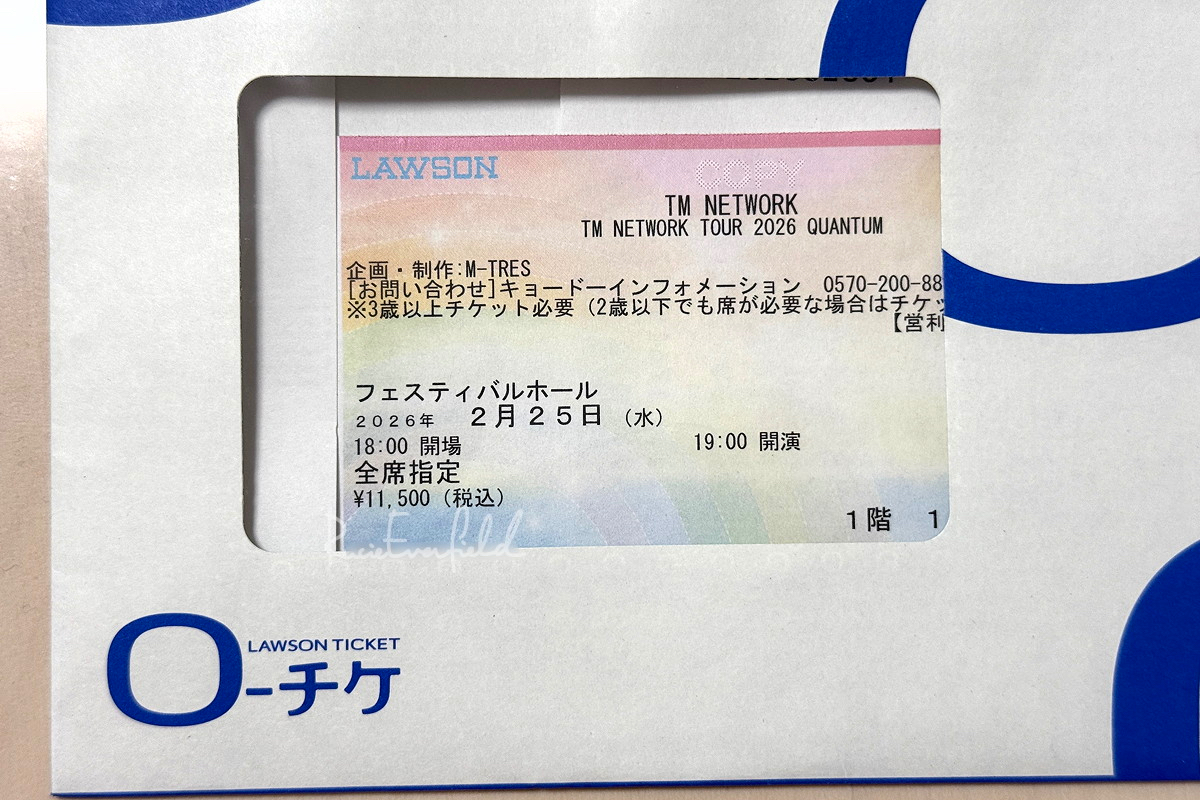 LAWSON
COPY
TM NETWORK
TM NETWORK TOUR 2026 QUANTUM
企画・制作:M-TRES
[お問い合わせ]キョードーインフォメーション 0570-200-88
※3歳以上チケット必要（2歳以下でも席が必要な場合はチケッ
【営利
フェスティバルホール
2026年 2月25日（水）
18:00 開場 19:00 開演
全席指定
¥11,500（税込）
1階 1
LAWSON TICKET
ローチケ